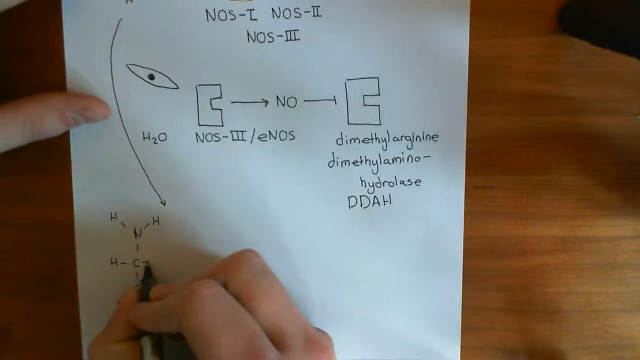 H
NOS-I NOS-II
NOS-III
NO
H₂O
NOS-III/eNOS
dimethylarginine
dimethylamino-
hydrolase
DDAH
H H
N
H-C-